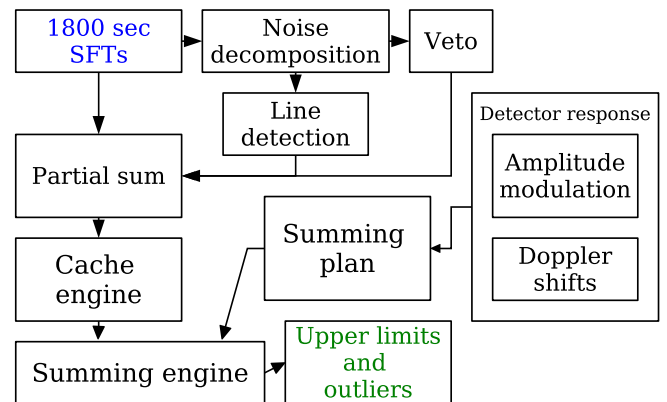 1800 sec
SFTs
Noise
decomposition
Veto
Line
detection
Detector response
Partial sum
Amplitude
modulation
Summing
plan
Cache
engine
Doppler
shifts
Summing engine
Upper limits
and
outliers